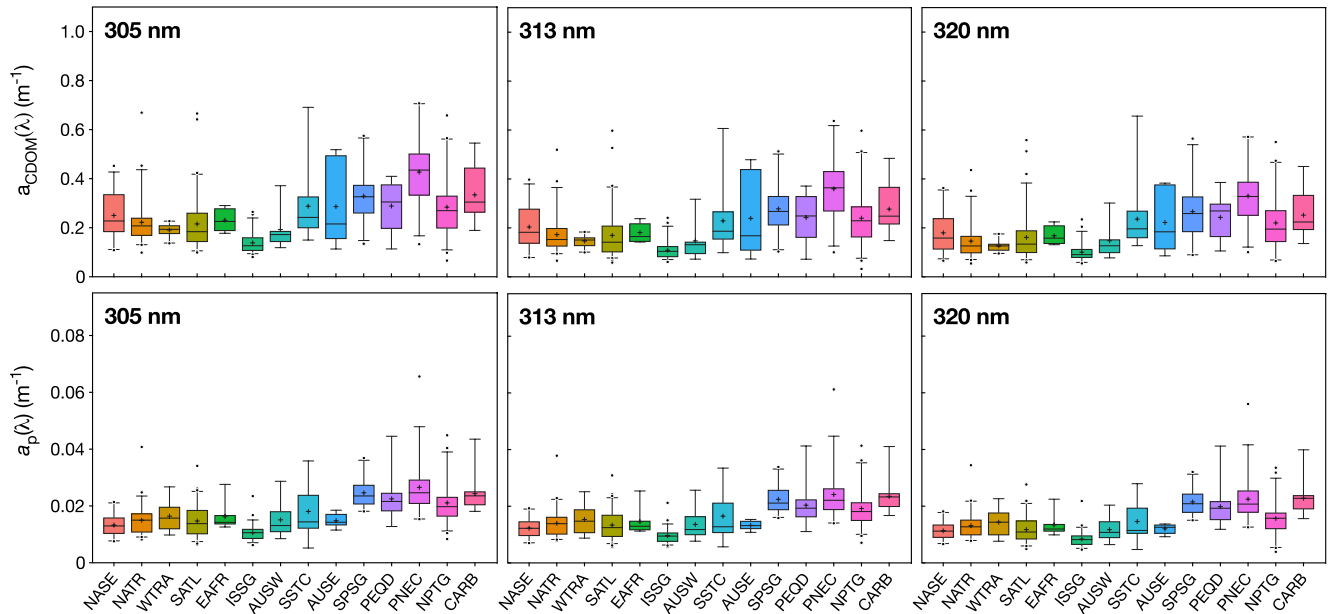 305 nm
313 nm
320 nm
1.0
0.8
0.6
0.4
0.2
0
aCDOM(λ) (m⁻¹)
305 nm
313 nm
320 nm
0.08
0.06
0.04
0.02
0
ap(λ) (m⁻¹)
NASE NATR WTRA SATL EAFR ISSG AUSW SSTC AUSE SPSG PEQD PNEC NPTG CARB
NASE NATR WTRA SATL EAFR ISSG AUSW SSTC AUSE SPSG PEQD PNEC NPTG CARB
NASE NATR WTRA SATL EAFR ISSG AUSW SSTC AUSE SPSG PEQD PNEC NPTG CARB